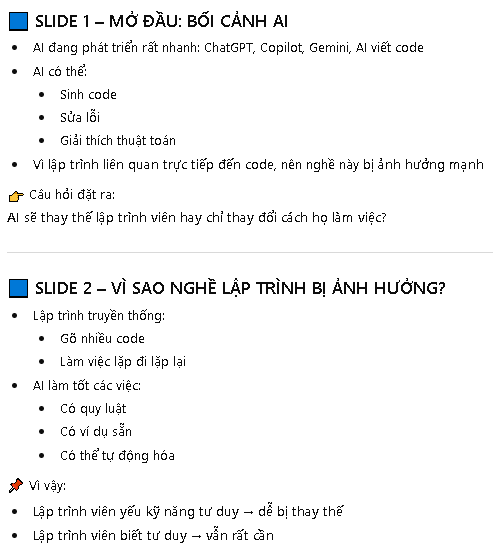 SLIDE 1 – MỞ ĐẦU: BỐI CẢNH AI
• AI đang phát triển rất nhanh: ChatGPT, Copilot, Gemini, AI viết code
• AI có thể:
• Sinh code
• Sửa lỗi
• Giải thích thuật toán
• Vì lập trình liên quan trực tiếp đến code, nên nghề này bị ảnh hưởng mạnh
👉 Câu hỏi đặt ra:
AI sẽ thay thế lập trình viên hay chỉ thay đổi cách họ làm việc?
SLIDE 2 – VÌ SAO NGHỀ LẬP TRÌNH BỊ ẢNH HƯỞNG?
• Lập trình truyền thống:
• Gõ nhiều code
• Làm việc lặp đi lặp lại
• AI làm tốt các việc:
• Có quy luật
• Có ví dụ sẵn
• Có thể tự động hóa
📌 Vì vậy:
• Lập trình viên yếu kỹ năng tư duy → dễ bị thay thế
• Lập trình viên biết tư duy → vẫn rất cần